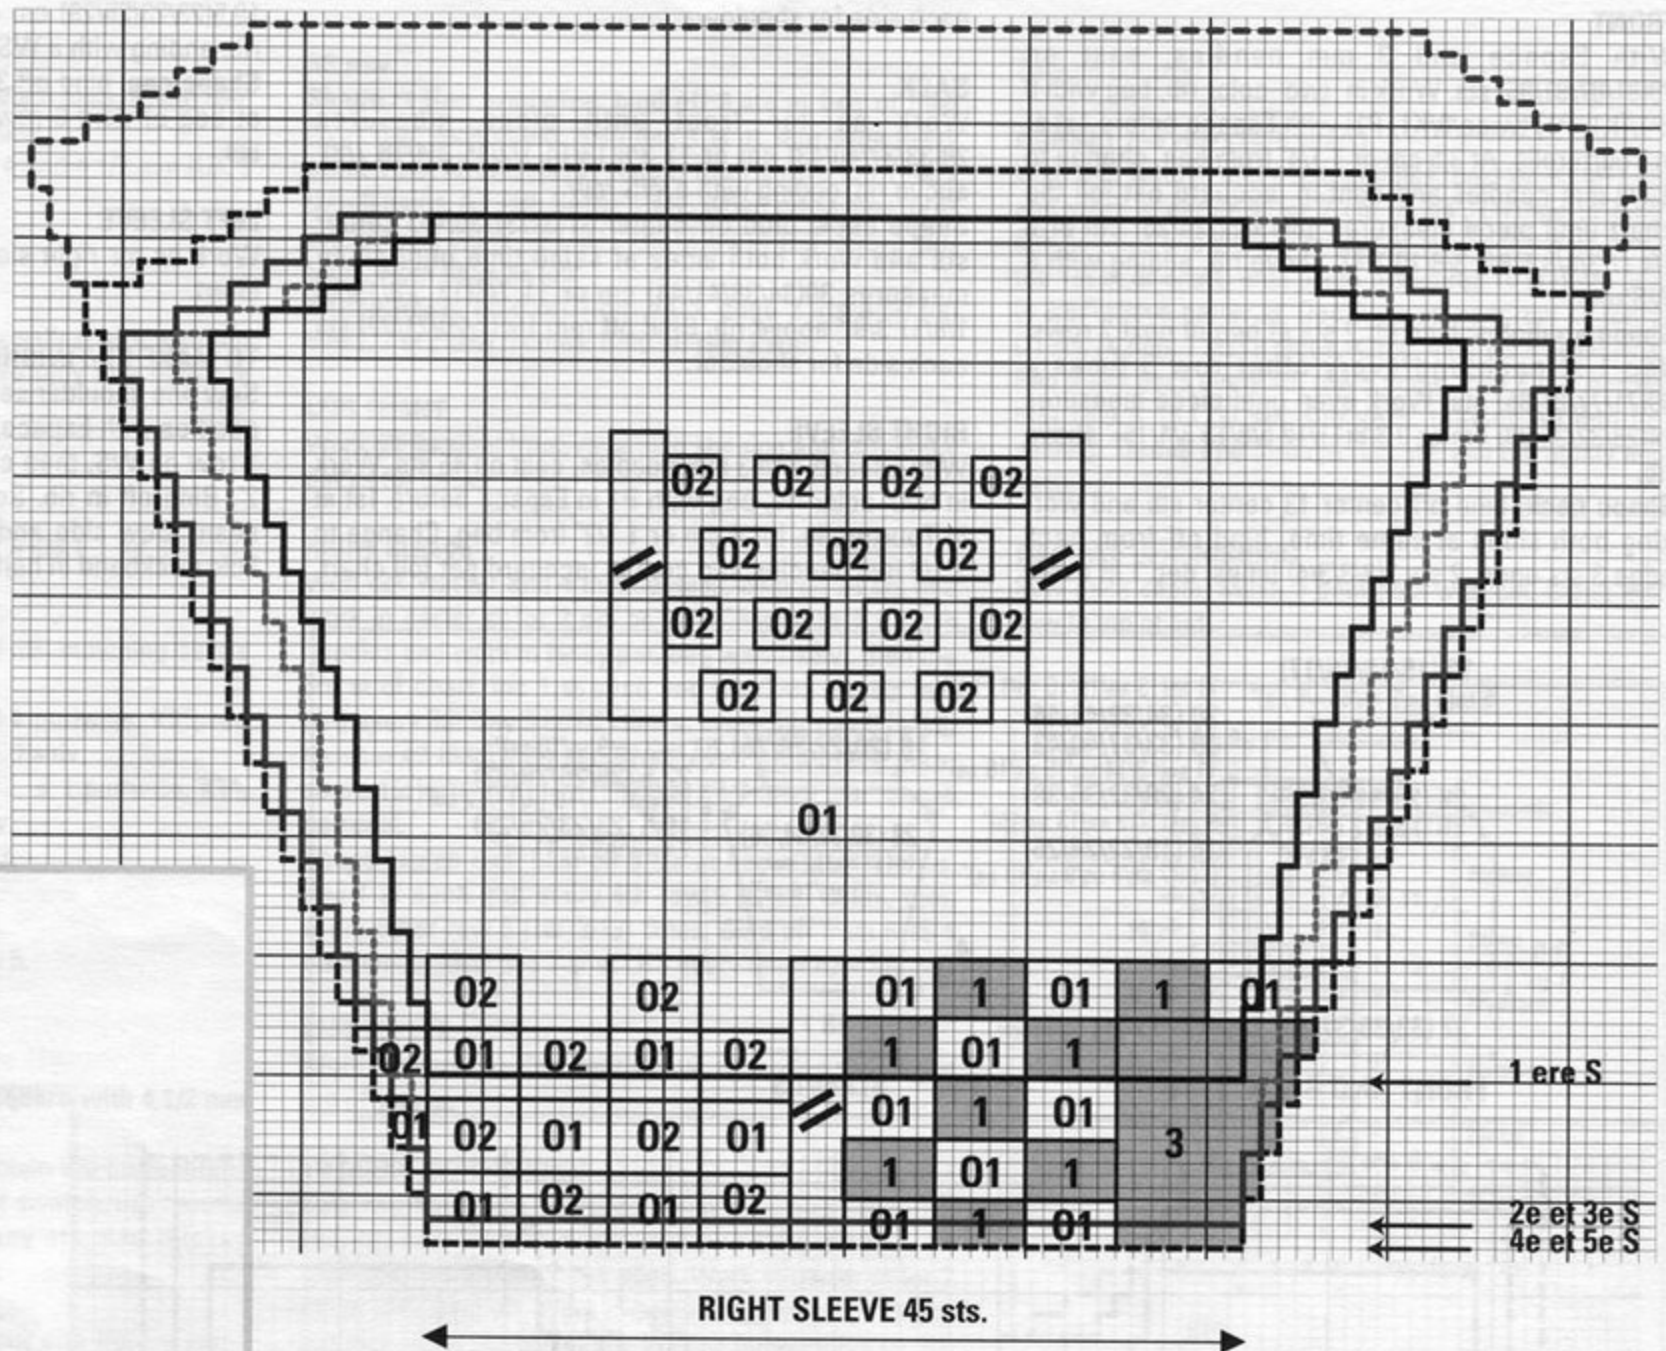 02 02 02 02
02 02 02
02 02 02 02
02 02 02
01
02 02 01 1 01 1 01
02 01 02 01 02 1 01 1
1 ere S
01 02 01 02 01 01 1 01
3
1 01 1
01 02 01 02 01 1 01
2e et 3e S
4e et 5e S
RIGHT SLEEVE 45 sts.